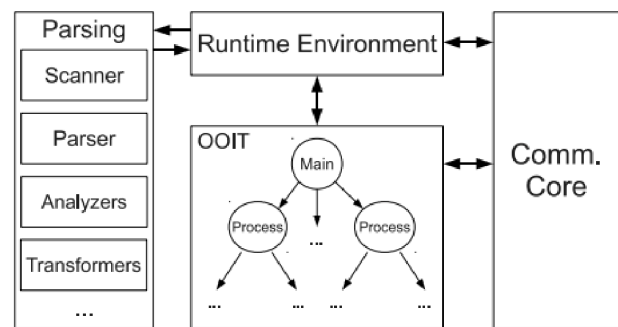 Parsing
Scanner
Parser
Analyzers
Transformers
...
Runtime Environment
OOIT
Main
Process
...
Process
...
...
...
...
Comm.
Core